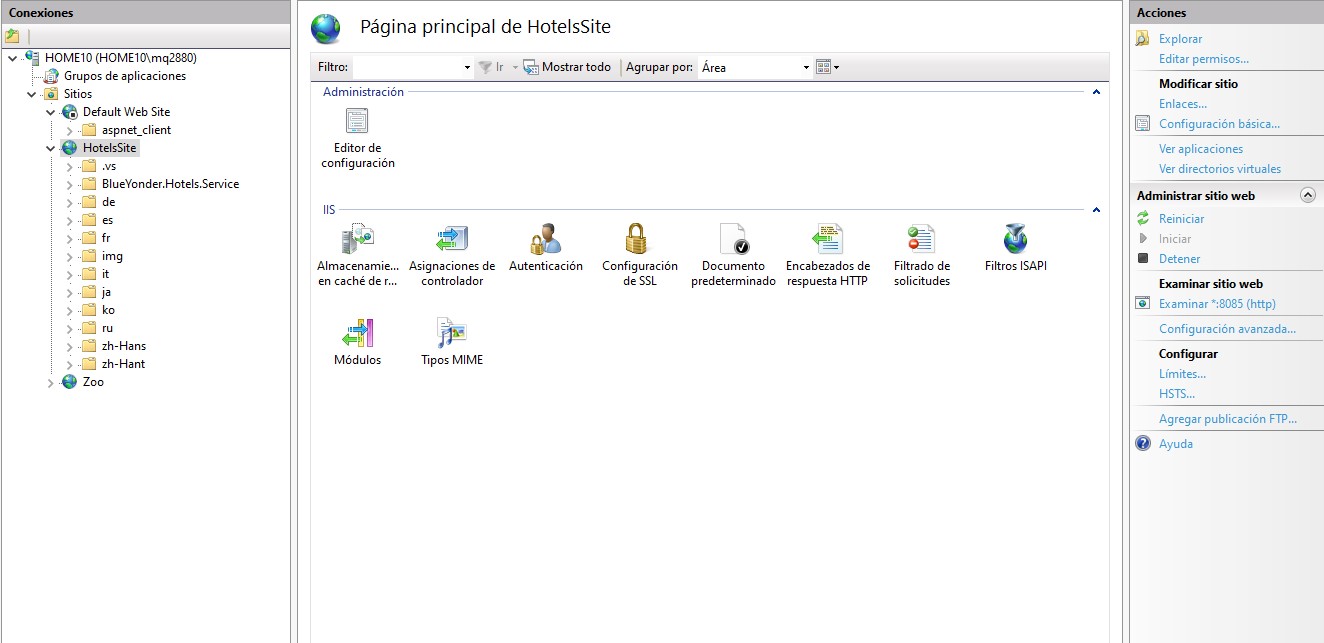 Conexiones
HOME10 (HOME10\mq2880)
Grupos de aplicaciones
Sitios
Default Web Site
aspnet_client
HotelsSite
.vs
BlueYonder.Hotels.Service
de
es
fr
img
it
ja
ko
ru
zh-Hans
zh-Hant
Zoo
Página principal de HotelsSite
Filtro: Ir Mostrar todo Agrupar por: Área
Administración
Editor de
configuración
IIS
Almacenamie... Asignaciones de Autenticación Configuración Documento Encabezados de Filtrado de Filtros ISAPI
en caché de r... controlador de SSL predeterminado respuesta HTTP solicitudes
Módulos Tipos MIME
Acciones
Explorar
Editar permisos...
Modificar sitio
Enlaces...
Configuración básica...
Ver aplicaciones
Ver directorios virtuales
Administrar sitio web
Reiniciar
Iniciar
Detener
Examinar sitio web
Examinar *:8085 (http)
Configuración avanzada...
Configurar
Límites...
HSTS...
Agregar publicación FTP...
Ayuda